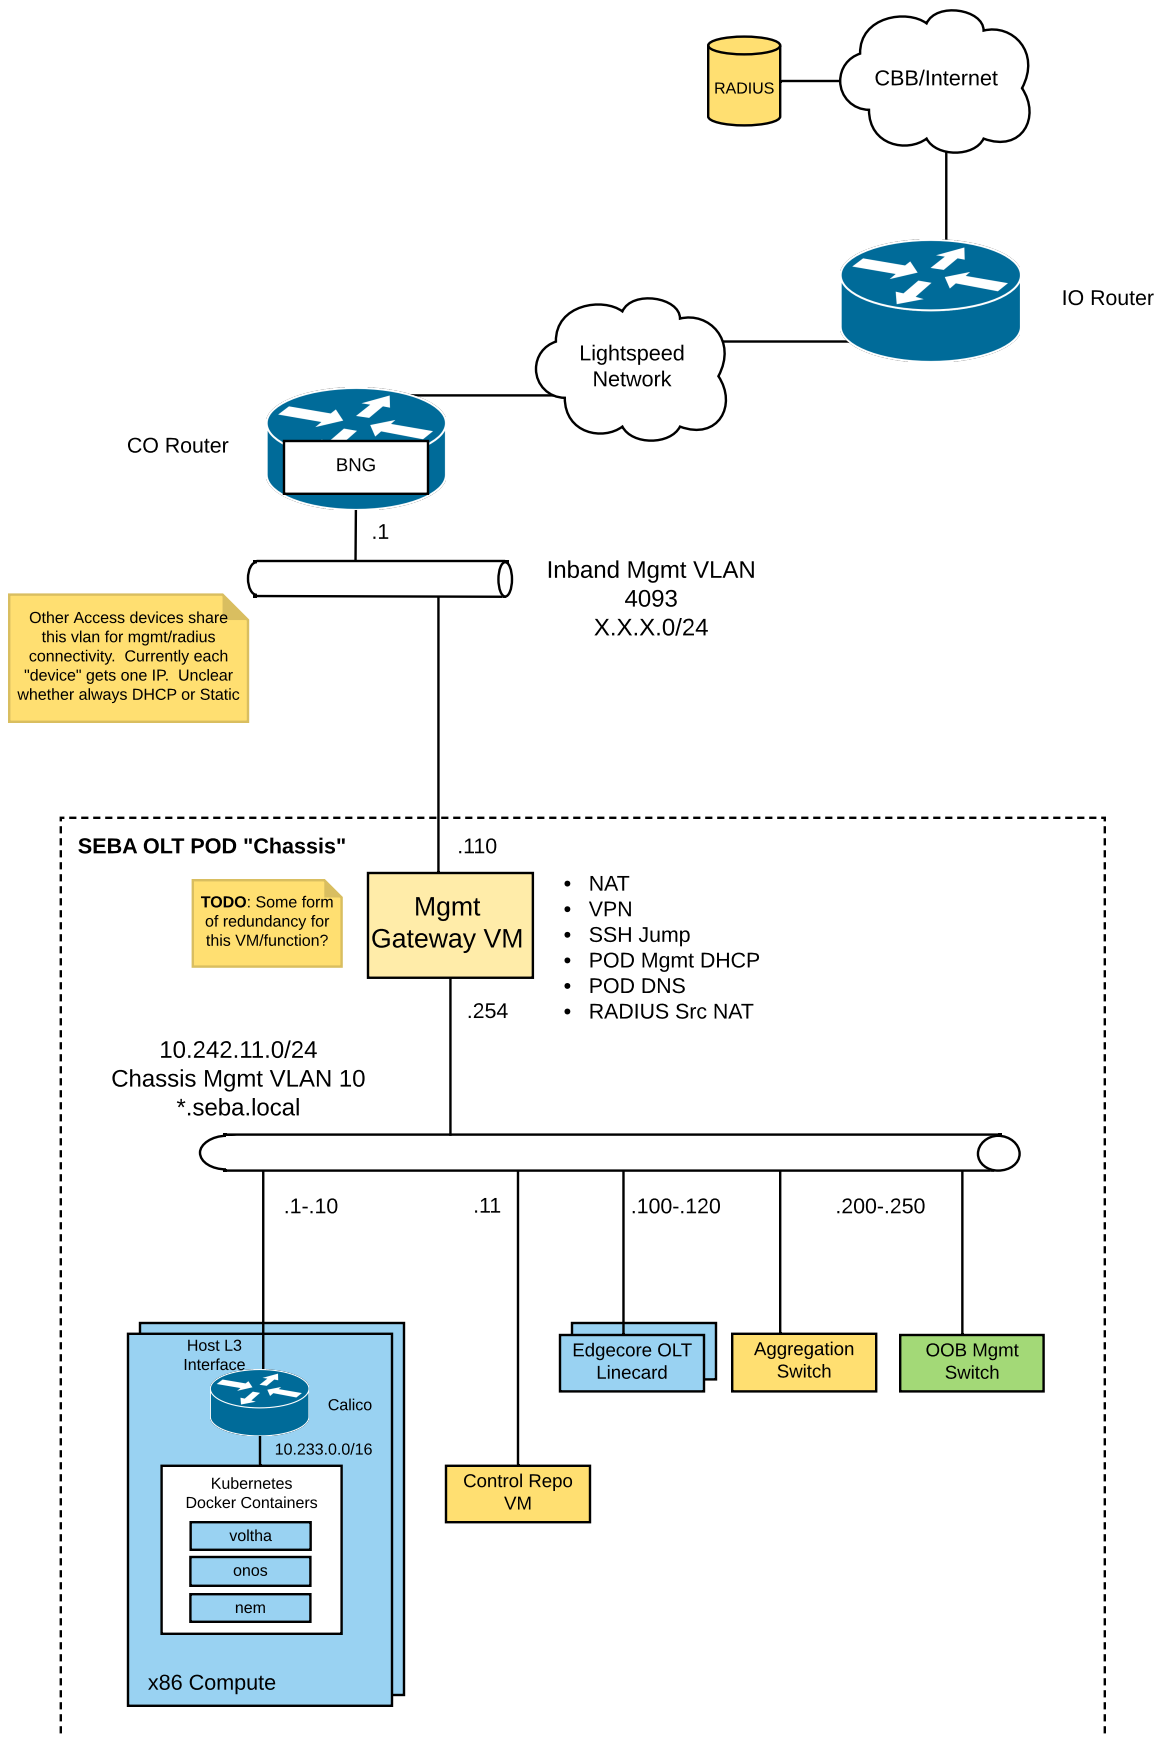 RADIUS
CBB/Internet
IO Router
Lightspeed
Network
CO Router
BNG
.1
Inband Mgmt VLAN
4093
X.X.X.0/24
Other Access devices share
this vlan for mgmt/radius
connectivity.  Currently each
"device" gets one IP.  Unclear
whether always DHCP or Static
SEBA OLT POD "Chassis"
.110
TODO: Some form
of redundancy for
this VM/function?
Mgmt
Gateway VM
• NAT
• VPN
• SSH Jump
• POD Mgmt DHCP
• POD DNS
• RADIUS Src NAT
.254
10.242.11.0/24
Chassis Mgmt VLAN 10
*.seba.local
.1-.10
.11
.100-.120
.200-.250
Host L3
Interface
Calico
10.233.0.0/16
Kubernetes
Docker Containers
voltha
onos
nem
x86 Compute
Control Repo
VM
Edgecore OLT
Linecard
Aggregation
Switch
OOB Mgmt
Switch